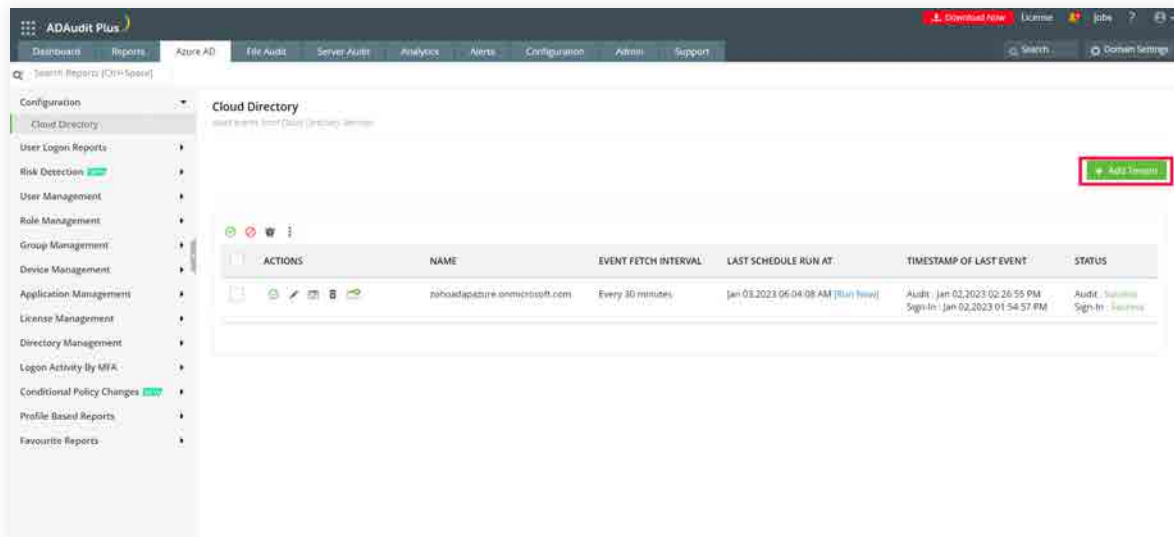 ADAudit Plus
Download Now License Jobs ?
Dashboard Reports Azure AD File Audit Server Audit Analytics Alerts Configuration Admin Support Search Domain Settings
Search Reports [Ctrl+Space]
Configuration
Cloud Directory
User Logon Reports
Risk Detection
User Management
Role Management
Group Management
Device Management
Application Management
License Management
Directory Management
Logon Activity By MFA
Conditional Policy Changes
Profile Based Reports
Favourite Reports
Cloud Directory
+ Add Tenant
ACTIONS NAME EVENT FETCH INTERVAL LAST SCHEDULE RUN AT TIMESTAMP OF LAST EVENT STATUS
zohoadapazure.onmicrosoft.com Every 30 minutes Jan 03,2023 06:04:08 AM [Run Now] Audit : Jan 02,2023 02:26:55 PM Audit : Success
Sign-In : Jan 02,2023 01:54:57 PM Sign-In : Success